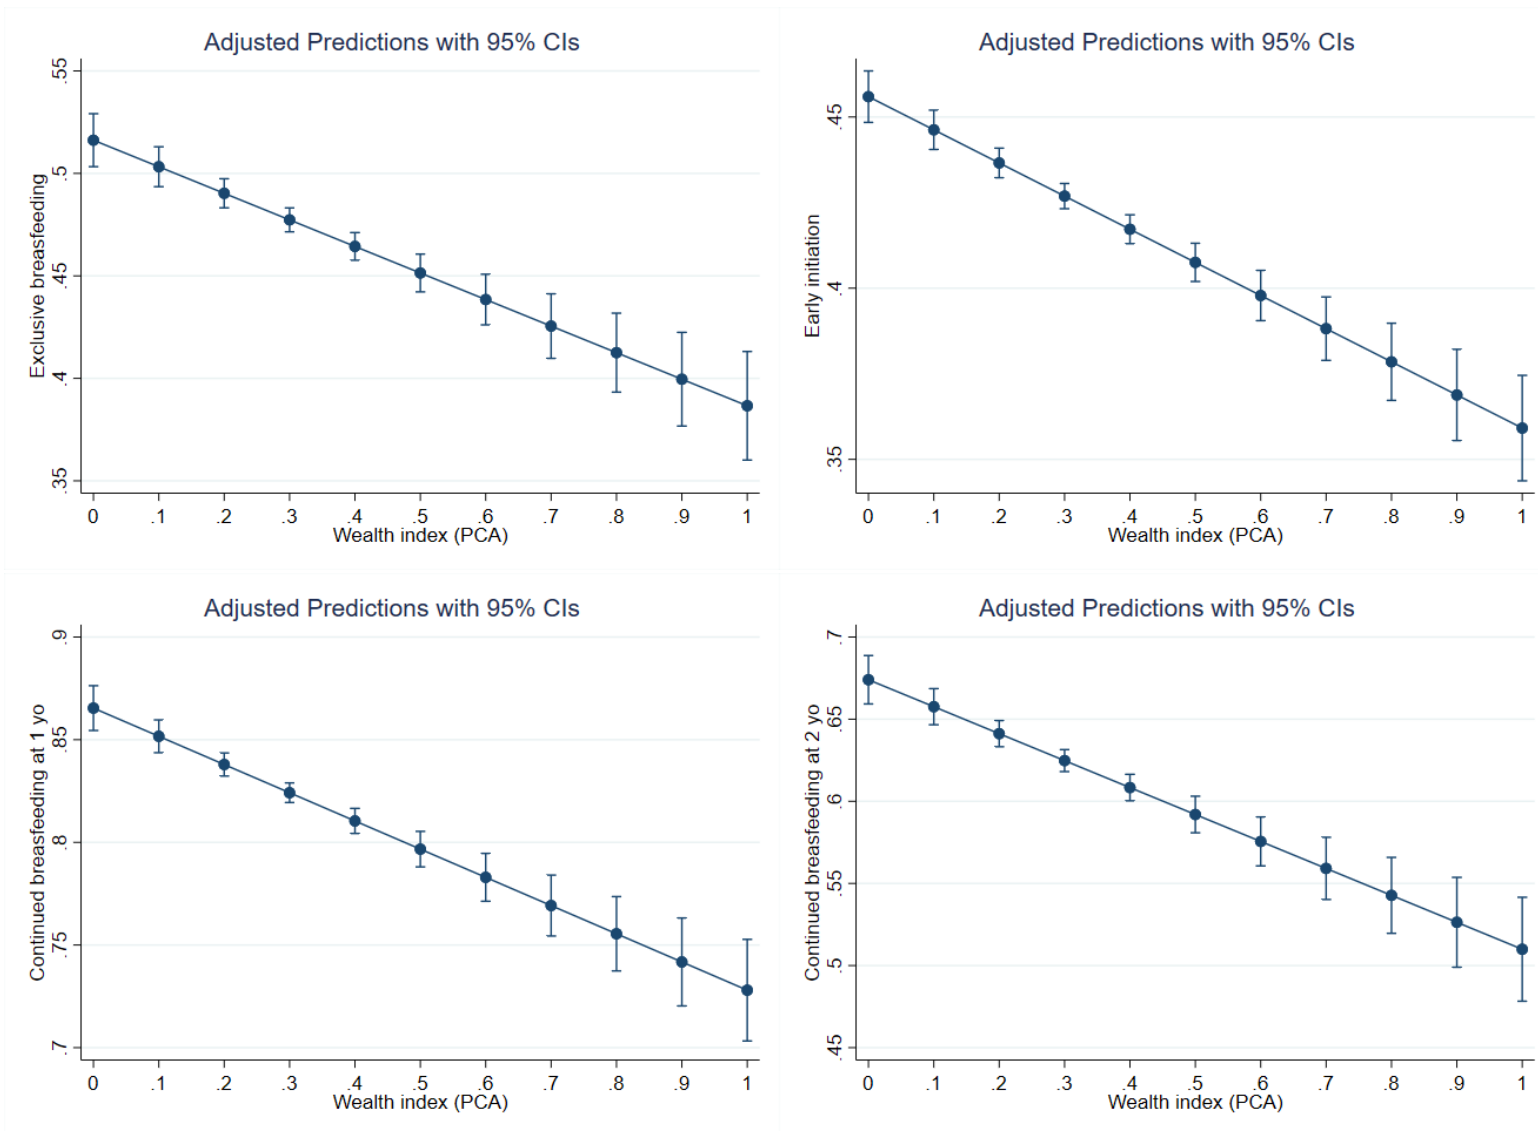 Adjusted Predictions with 95% CIs
Exclusive breasfeeding
.55
.5
.45
.4
.35
0 .1 .2 .3 .4 .5 .6 .7 .8 .9 1
Wealth index (PCA)
Adjusted Predictions with 95% CIs
Early initiation
.45
.4
.35
0 .1 .2 .3 .4 .5 .6 .7 .8 .9 1
Wealth index (PCA)
Adjusted Predictions with 95% CIs
Continued breasfeeding at 1 yo
.9
.85
.8
.75
.7
0 .1 .2 .3 .4 .5 .6 .7 .8 .9 1
Wealth index (PCA)
Adjusted Predictions with 95% CIs
Continued breasfeeding at 2 yo
.7
.65
.6
.55
.5
.45
0 .1 .2 .3 .4 .5 .6 .7 .8 .9 1
Wealth index (PCA)